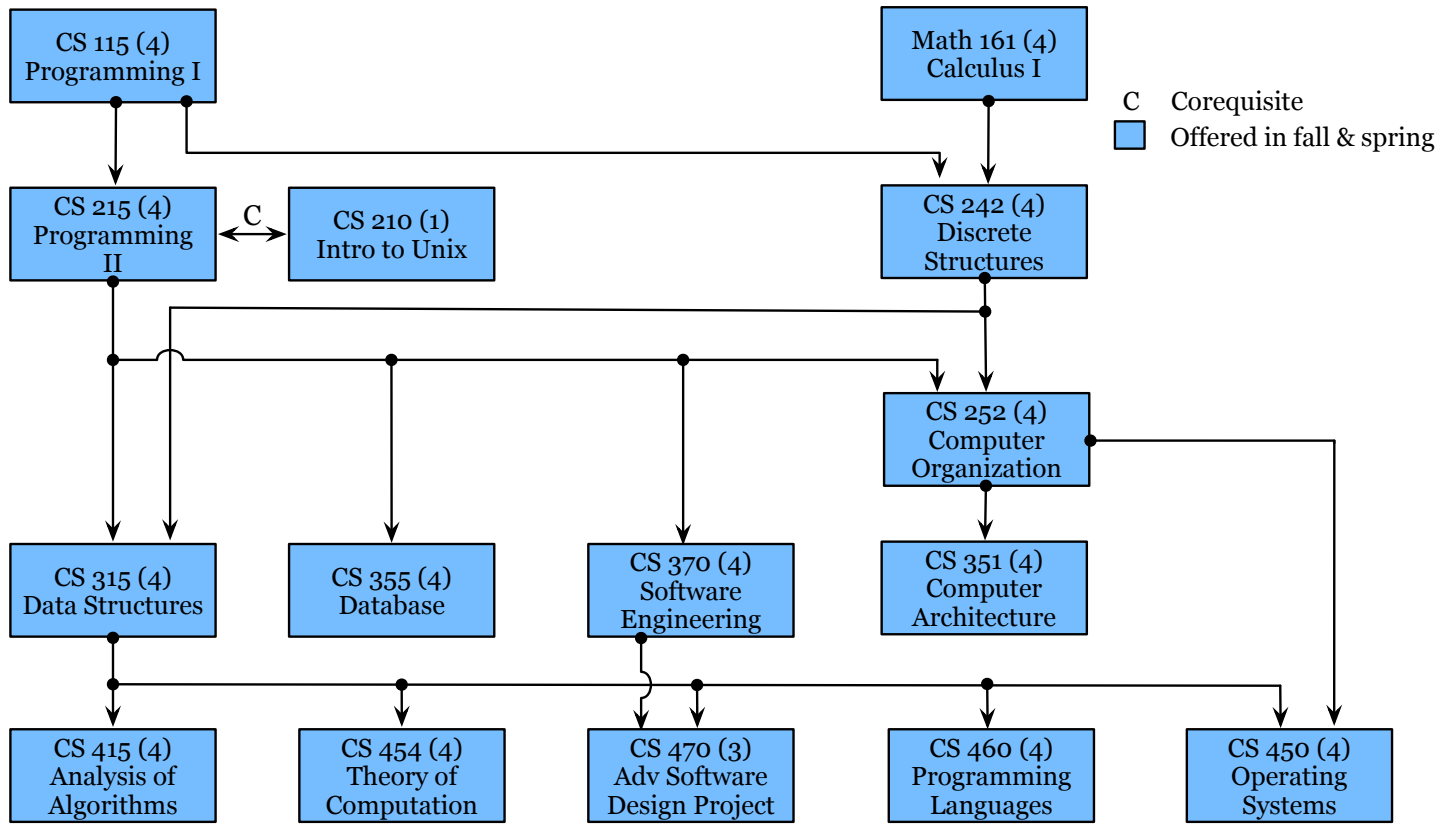 CS 115 (4)
Programming I
Math 161 (4)
Calculus I
C Corequisite
Offered in fall & spring
CS 215 (4)
Programming
II
C
CS 210 (1)
Intro to Unix
CS 242 (4)
Discrete
Structures
CS 252 (4)
Computer
Organization
CS 315 (4)
Data Structures
CS 355 (4)
Database
CS 370 (4)
Software
Engineering
CS 351 (4)
Computer
Architecture
CS 415 (4)
Analysis of
Algorithms
CS 454 (4)
Theory of
Computation
CS 470 (3)
Adv Software
Design Project
CS 460 (4)
Programming
Languages
CS 450 (4)
Operating
Systems